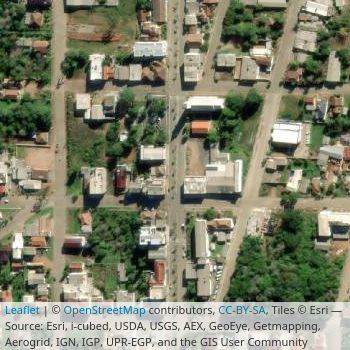 Leaflet | © OpenStreetMap contributors, CC-BY-SA, Tiles © Esri —
Source: Esri, i-cubed, USDA, USGS, AEX, GeoEye, Getmapping,
Aerogrid, IGN, IGP, UPR-EGP, and the GIS User Community